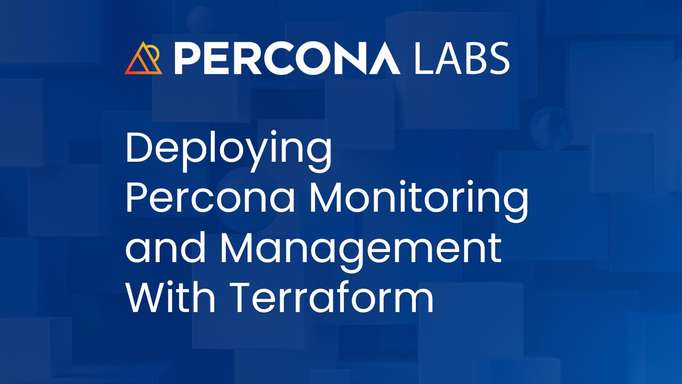 PERCONA LABS
Deploying
Percona Monitoring
and Management
With Terraform